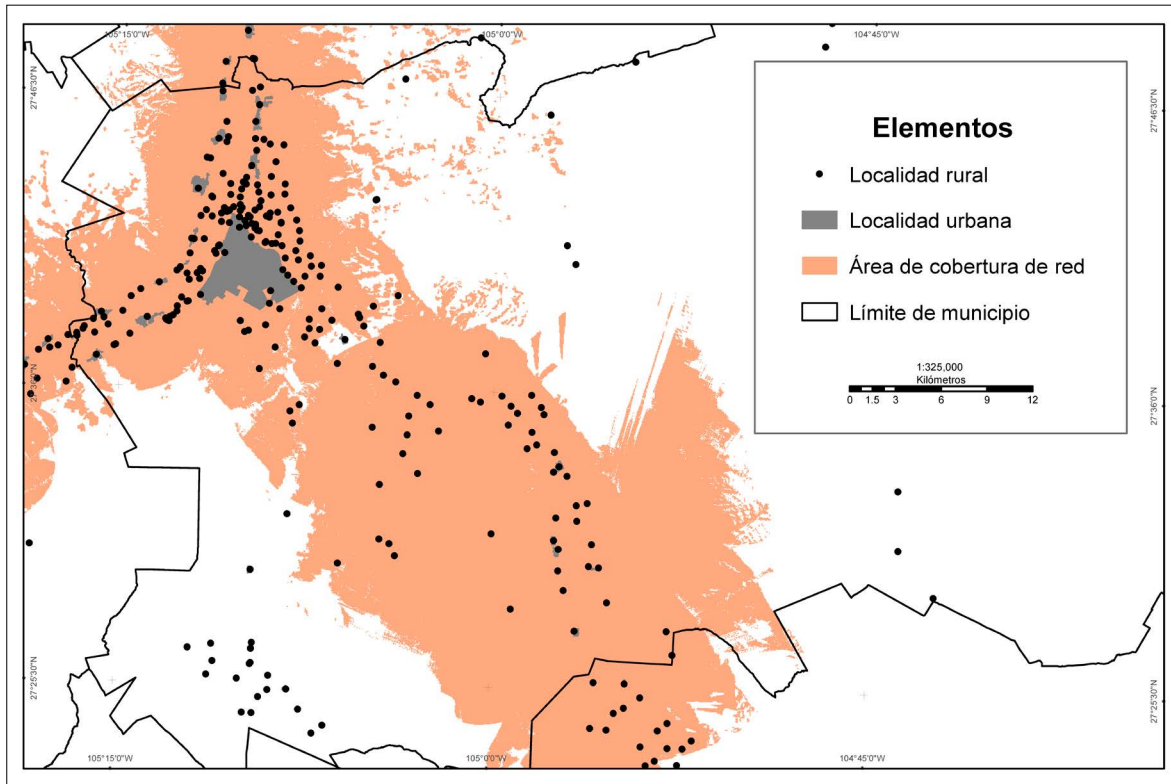 105°15'0"W
105°0'0"W
104°45'0"W
27°46'30"N
27°46'30"N
Elementos
Localidad rural
Localidad urbana
Área de cobertura de red
Límite de municipio
1:325,000
Kilómetros
0 1.5 3 6 9 12
27°36'0"N
27°36'0"N
27°25'30"N
27°25'30"N
105°15'0"W
105°0'0"W
104°45'0"W